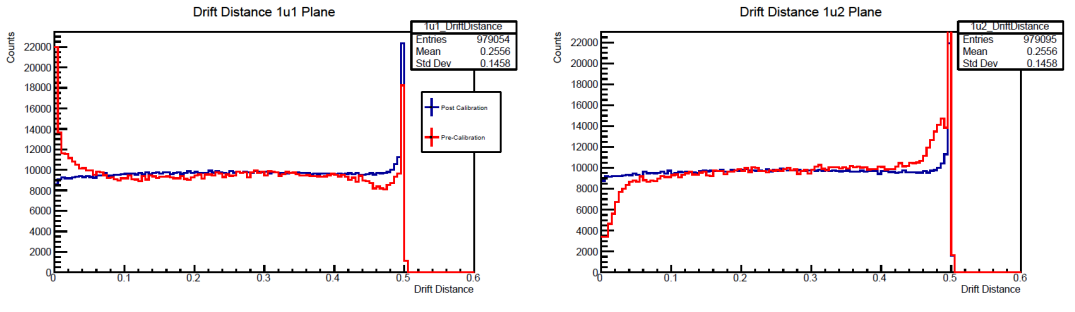 Drift Distance 1u1 Plane
1u1_DriftDistance
Entries 979054
Mean 0.2556
Std Dev 0.1458
Counts
22000
20000
18000
16000
14000
12000
10000
8000
6000
4000
2000
0
Post Calibration
Pre-Calibration
0 0.1 0.2 0.3 0.4 0.5 0.6
Drift Distance
Drift Distance 1u2 Plane
1u2_DriftDistance
Entries 979095
Mean 0.2556
Std Dev 0.1458
Counts
22000
20000
18000
16000
14000
12000
10000
8000
6000
4000
2000
0
0 0.1 0.2 0.3 0.4 0.5 0.6
Drift Distance